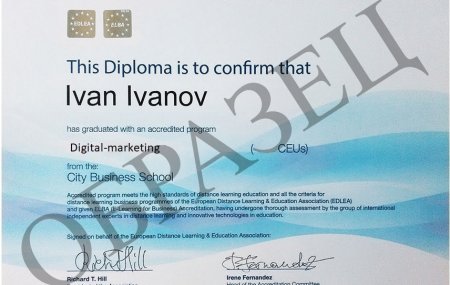 EDLEA
ELBA
This Diploma is to confirm that
Ivan Ivanov
has graduated with an accredited program
Digital-marketing ( CEUs)
from the:
City Business School
Accredited program meets the high standards of distance learning education and all the criteria for
distance learning business programmes of the European Distance Learning & Education Association (EDLEA)
and given ELBA (E-Learning for Business) Accreditation, having undergone thorough assessment by the group of international
independent experts in distance learning and innovative technologies in education.
Signed on behalf of the European Distance Learning & Education Association:
Richard T. Hill Irene Fernandez
Head of the Accreditation Committee
ОБРАЗЕЦ